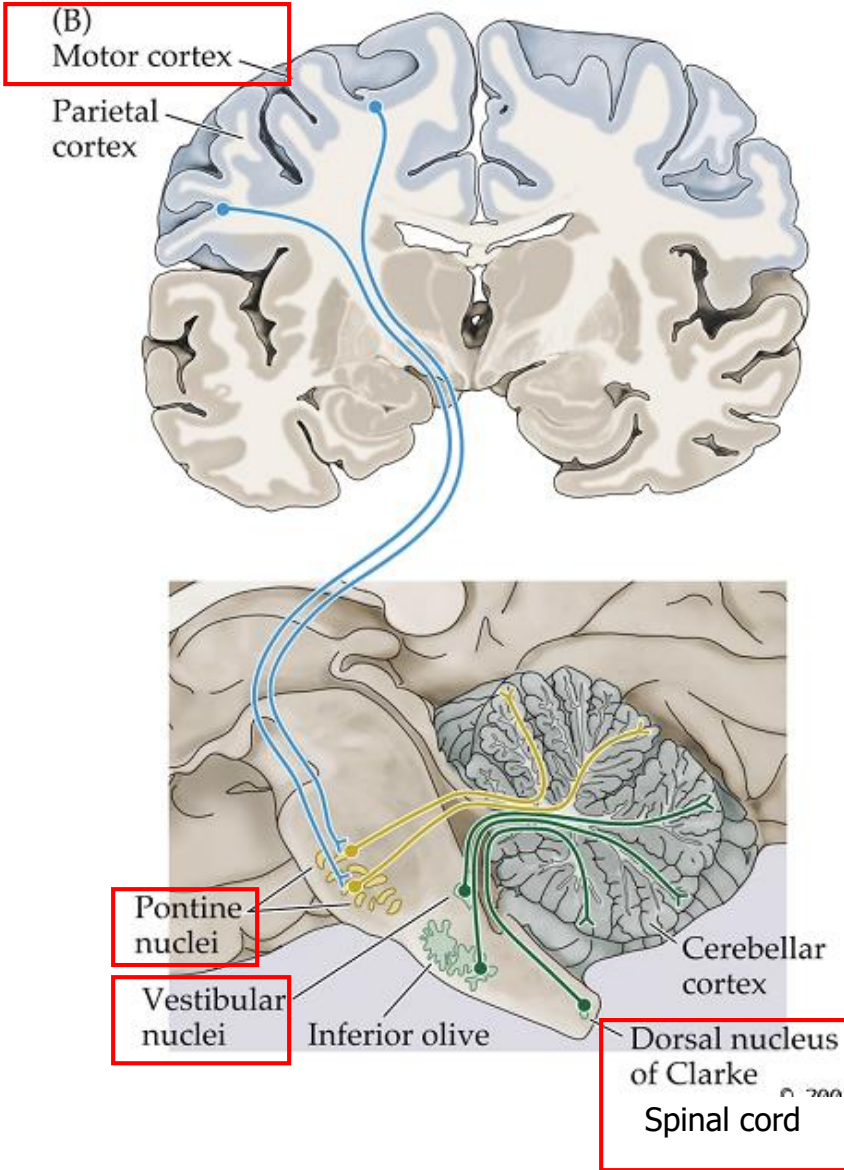 (B)
Motor cortex
Parietal
cortex
Pontine
nuclei
Vestibular
nuclei
Inferior olive
Cerebellar
cortex
Dorsal nucleus
of Clarke
Spinal cord